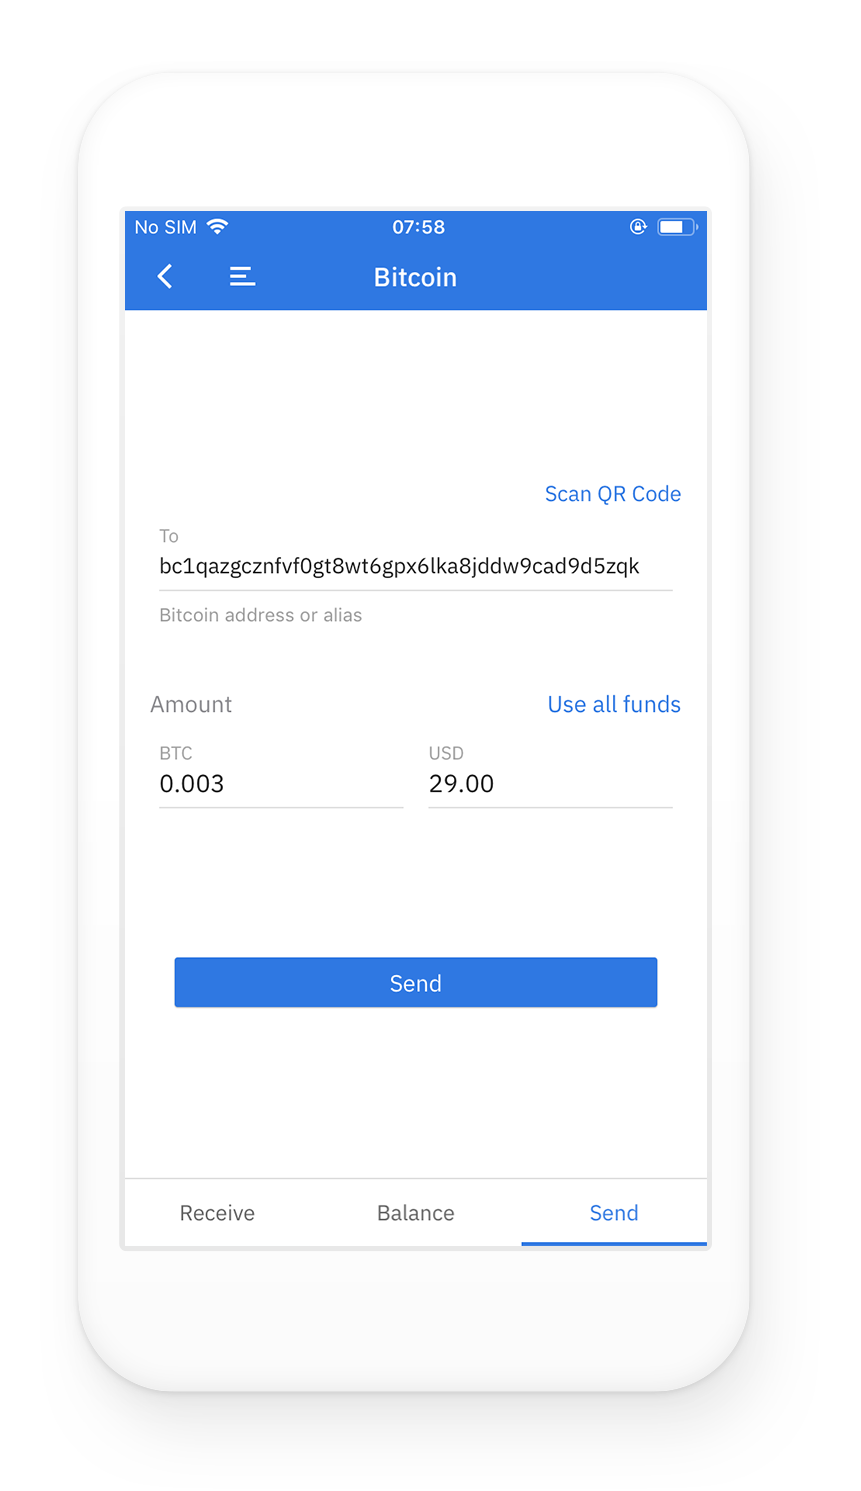 No SIM 07:58
Bitcoin
Scan QR Code
To
bc1qazgcznfvf0gt8wt6gpx6lka8jddw9cad9d5zqk
Bitcoin address or alias
Amount Use all funds
BTC USD
0.003 29.00
Send
Receive Balance Send